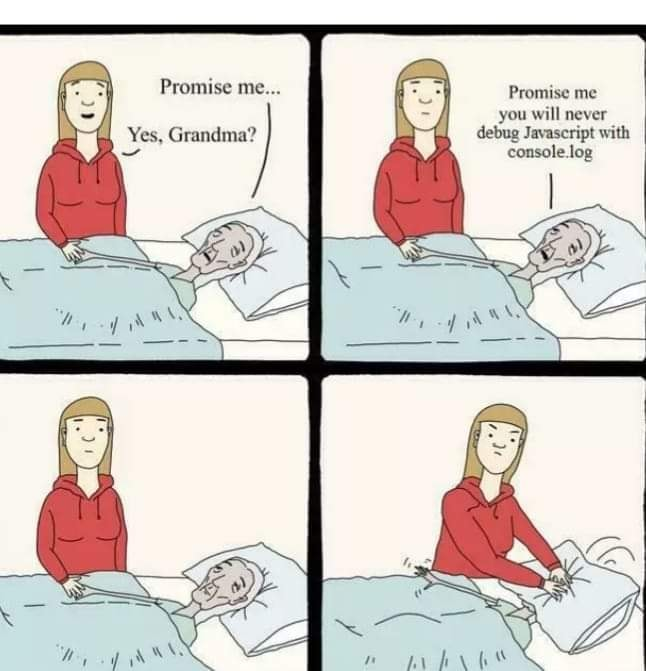 Promise me...
Yes, Grandma?
Promise me
you will never
debug Javascript with
console.log